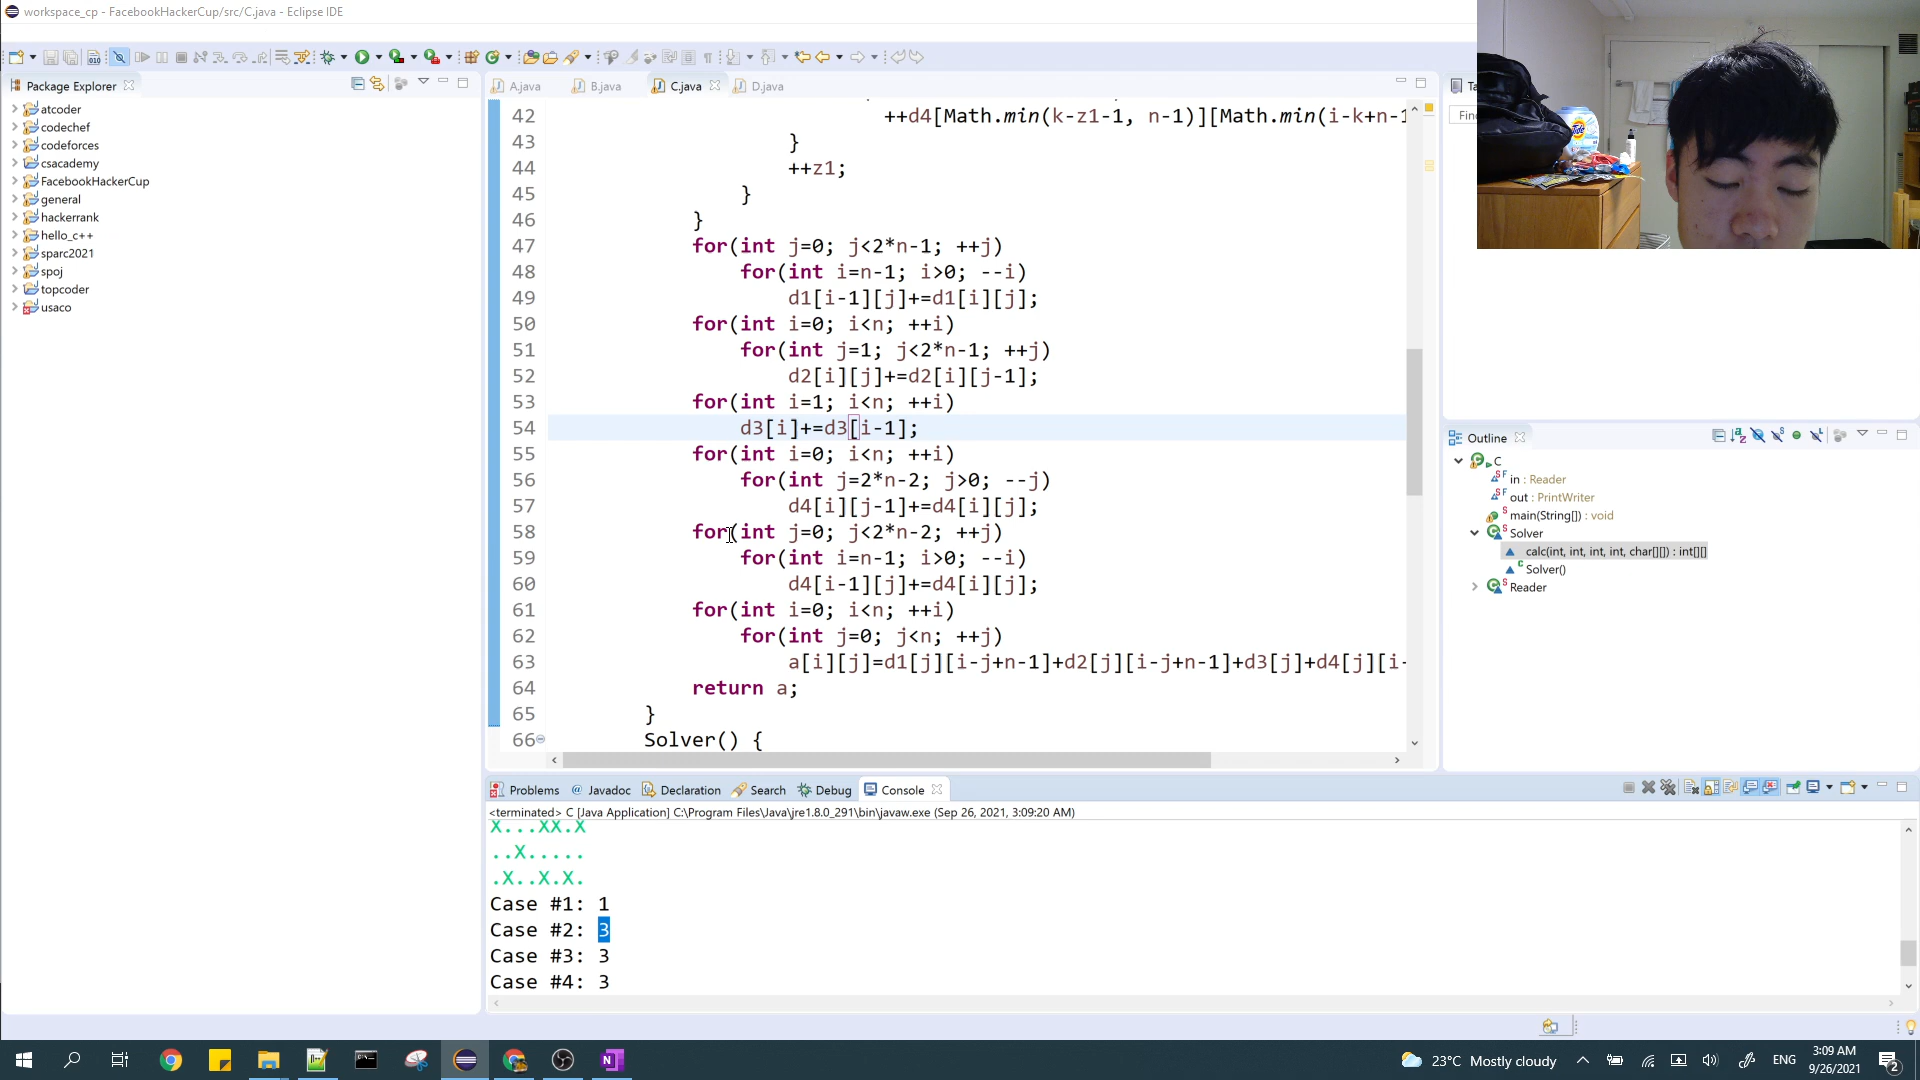 workspace_cp - FacebookHackerCup/src/C.java - Eclipse IDE
Package Explorer
atcoder
codechef
codeforces
csacademy
FacebookHackerCup
general
hackerrank
hello_c++
sparc2021
spoj
topcoder
usaco
A.java B.java C.java D.java
42 ++d4[Math.min(k-z1-1, n-1)][Math.min(i-k+n-1
43 }
44 ++z1;
45 }
46 }
47 for(int j=0; j<2*n-1; ++j)
48 for(int i=n-1; i>0; --i)
49 d1[i-1][j]+=d1[i][j];
50 for(int i=0; i<n; ++i)
51 for(int j=1; j<2*n-1; ++j)
52 d2[i][j]+=d2[i][j-1];
53 for(int i=1; i<n; ++i)
54 d3[i]+=d3[i-1];
55 for(int i=0; i<n; ++i)
56 for(int j=2*n-2; j>0; --j)
57 d4[i][j-1]+=d4[i][j];
58 for(int j=0; j<2*n-2; ++j)
59 for(int i=n-1; i>0; --i)
60 d4[i-1][j]+=d4[i][j];
61 for(int i=0; i<n; ++i)
62 for(int j=0; j<n; ++j)
63 a[i][j]=d1[j][i-j+n-1]+d2[j][i-j+n-1]+d3[j]+d4[j][i-
64 return a;
65 }
66 Solver() {
Ta
Fin
Tide
Outline
C
in : Reader
out : PrintWriter
main(String[]) : void
Solver
calc(int, int, int, int, char[][]) : int[][]
Solver()
Reader
Problems Javadoc Declaration Search Debug Console
<terminated> C [Java Application] C:\Program Files\Java\jre1.8.0_291\bin\javaw.exe (Sep 26, 2021, 3:09:20 AM)
X...XX.X
..X.....
.X..X.X.
Case #1: 1
Case #2: 3
Case #3: 3
Case #4: 3
23°C Mostly cloudy
ENG
3:09 AM
9/26/2021
2